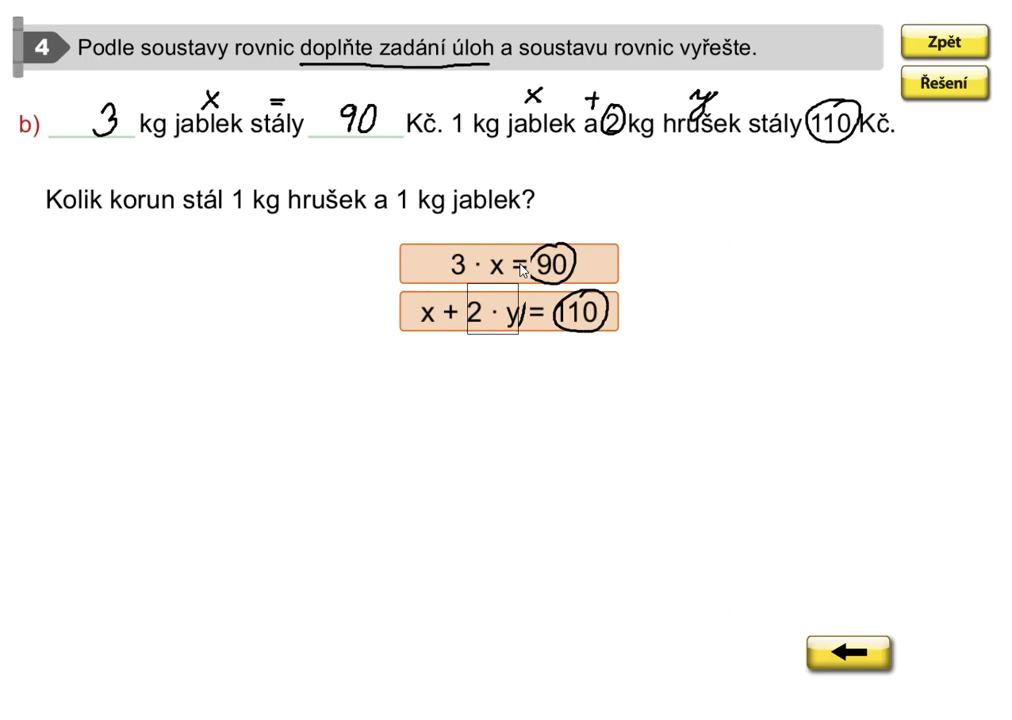 4 Podle soustavy rovnic doplňte zadání úloh a soustavu rovnic vyřešte.
Zpět
Řešení
x = x + y
b) 3 kg jablek stály 90 Kč. 1 kg jablek a 2 kg hrušek stály 110 Kč.
Kolik korun stál 1 kg hrušek a 1 kg jablek?
3 · x = 90
x + 2 · y = 110